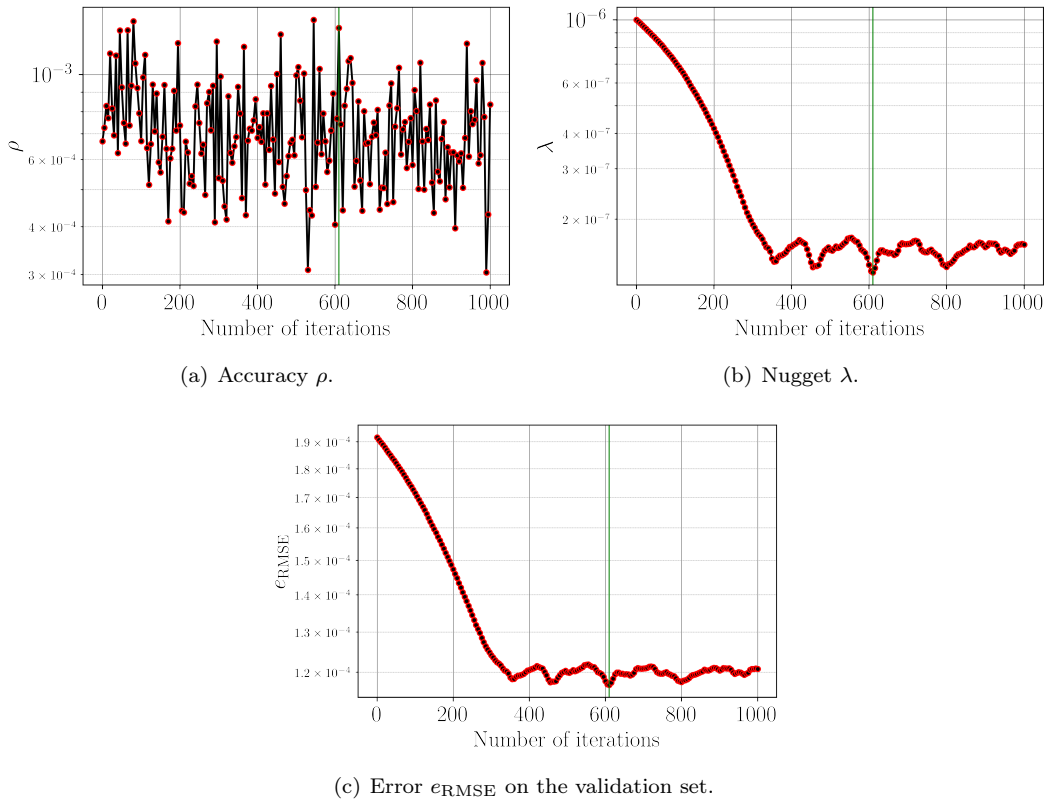 10⁻³
6 × 10⁻⁴
4 × 10⁻⁴
3 × 10⁻⁴
ρ
0 200 400 600 800 1000
Number of iterations
(a) Accuracy ρ.
10⁻⁶
6 × 10⁻⁷
4 × 10⁻⁷
3 × 10⁻⁷
2 × 10⁻⁷
λ
0 200 400 600 800 1000
Number of iterations
(b) Nugget λ.
1.9 × 10⁻⁴
1.8 × 10⁻⁴
1.7 × 10⁻⁴
1.6 × 10⁻⁴
1.5 × 10⁻⁴
1.4 × 10⁻⁴
1.3 × 10⁻⁴
1.2 × 10⁻⁴
e_RMSE
0 200 400 600 800 1000
Number of iterations
(c) Error e_RMSE on the validation set.